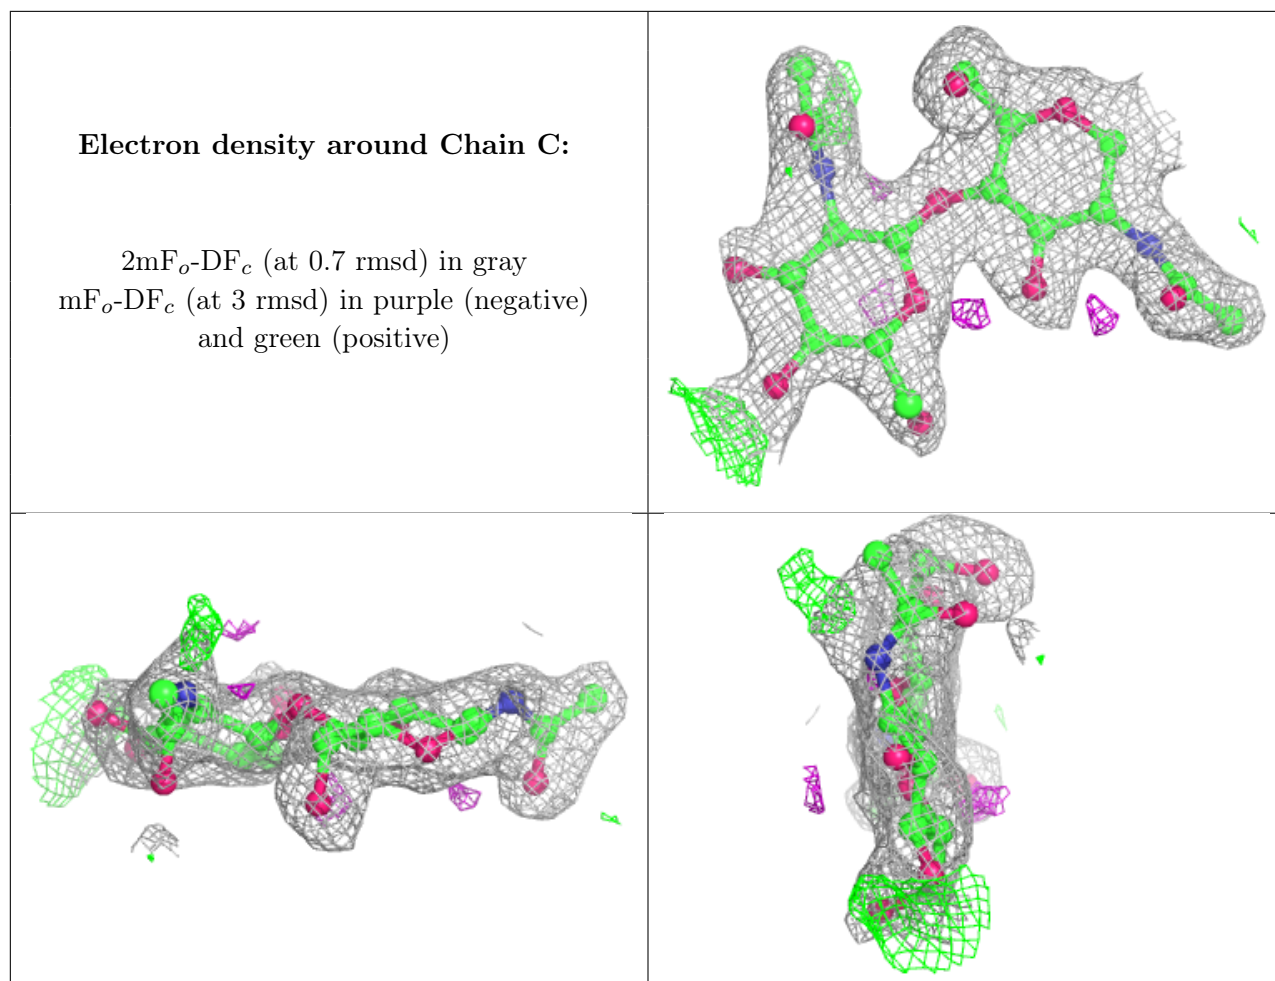 Electron density around Chain C:
2mFₒ-DF𝑐 (at 0.7 rmsd) in gray
mFₒ-DF𝑐 (at 3 rmsd) in purple (negative)
and green (positive)